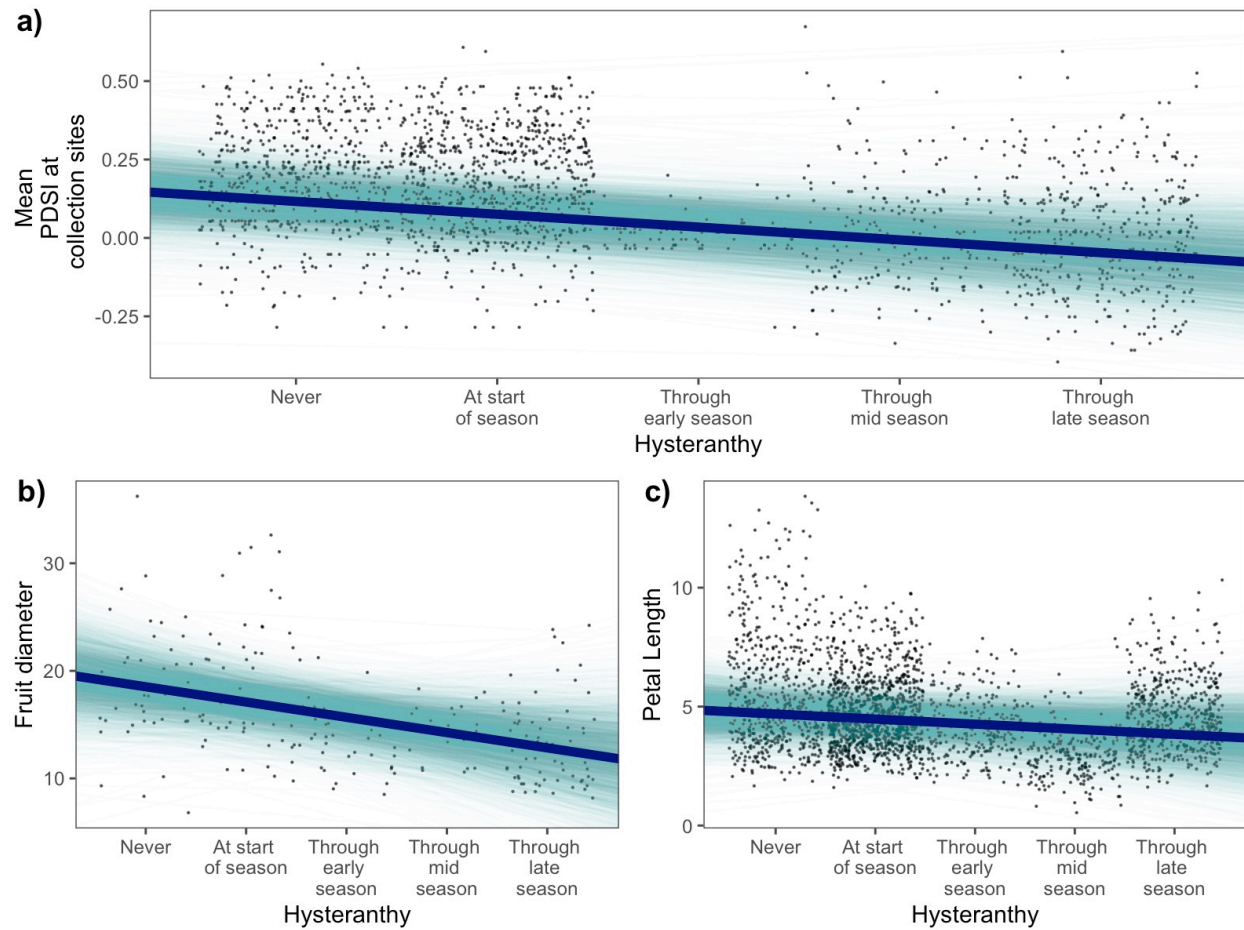 a)
Mean
PDSI at
collection sites
0.50
0.25
0.00
-0.25
Never
At start
of season
Through
early season
Through
mid season
Through
late season
Hysteranthy
b)
Fruit diameter
30
20
10
Never
At start
of season
Through
early
season
Through
mid
season
Through
late
season
Hysteranthy
c)
Petal Length
10
5
0
Never
At start
of season
Through
early
season
Through
mid
season
Through
late
season
Hysteranthy